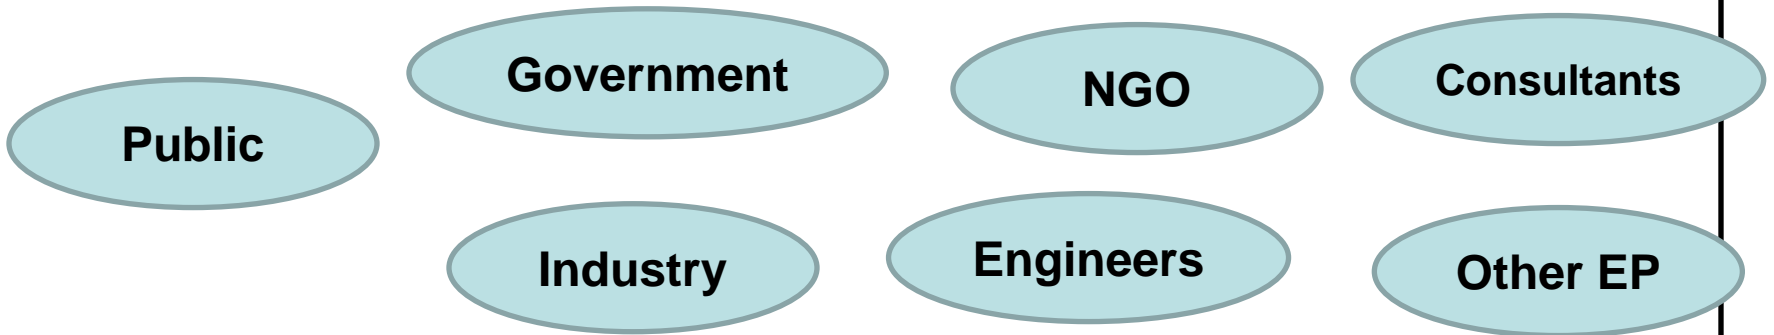 Public
Government
NGO
Consultants
Industry
Engineers
Other EP